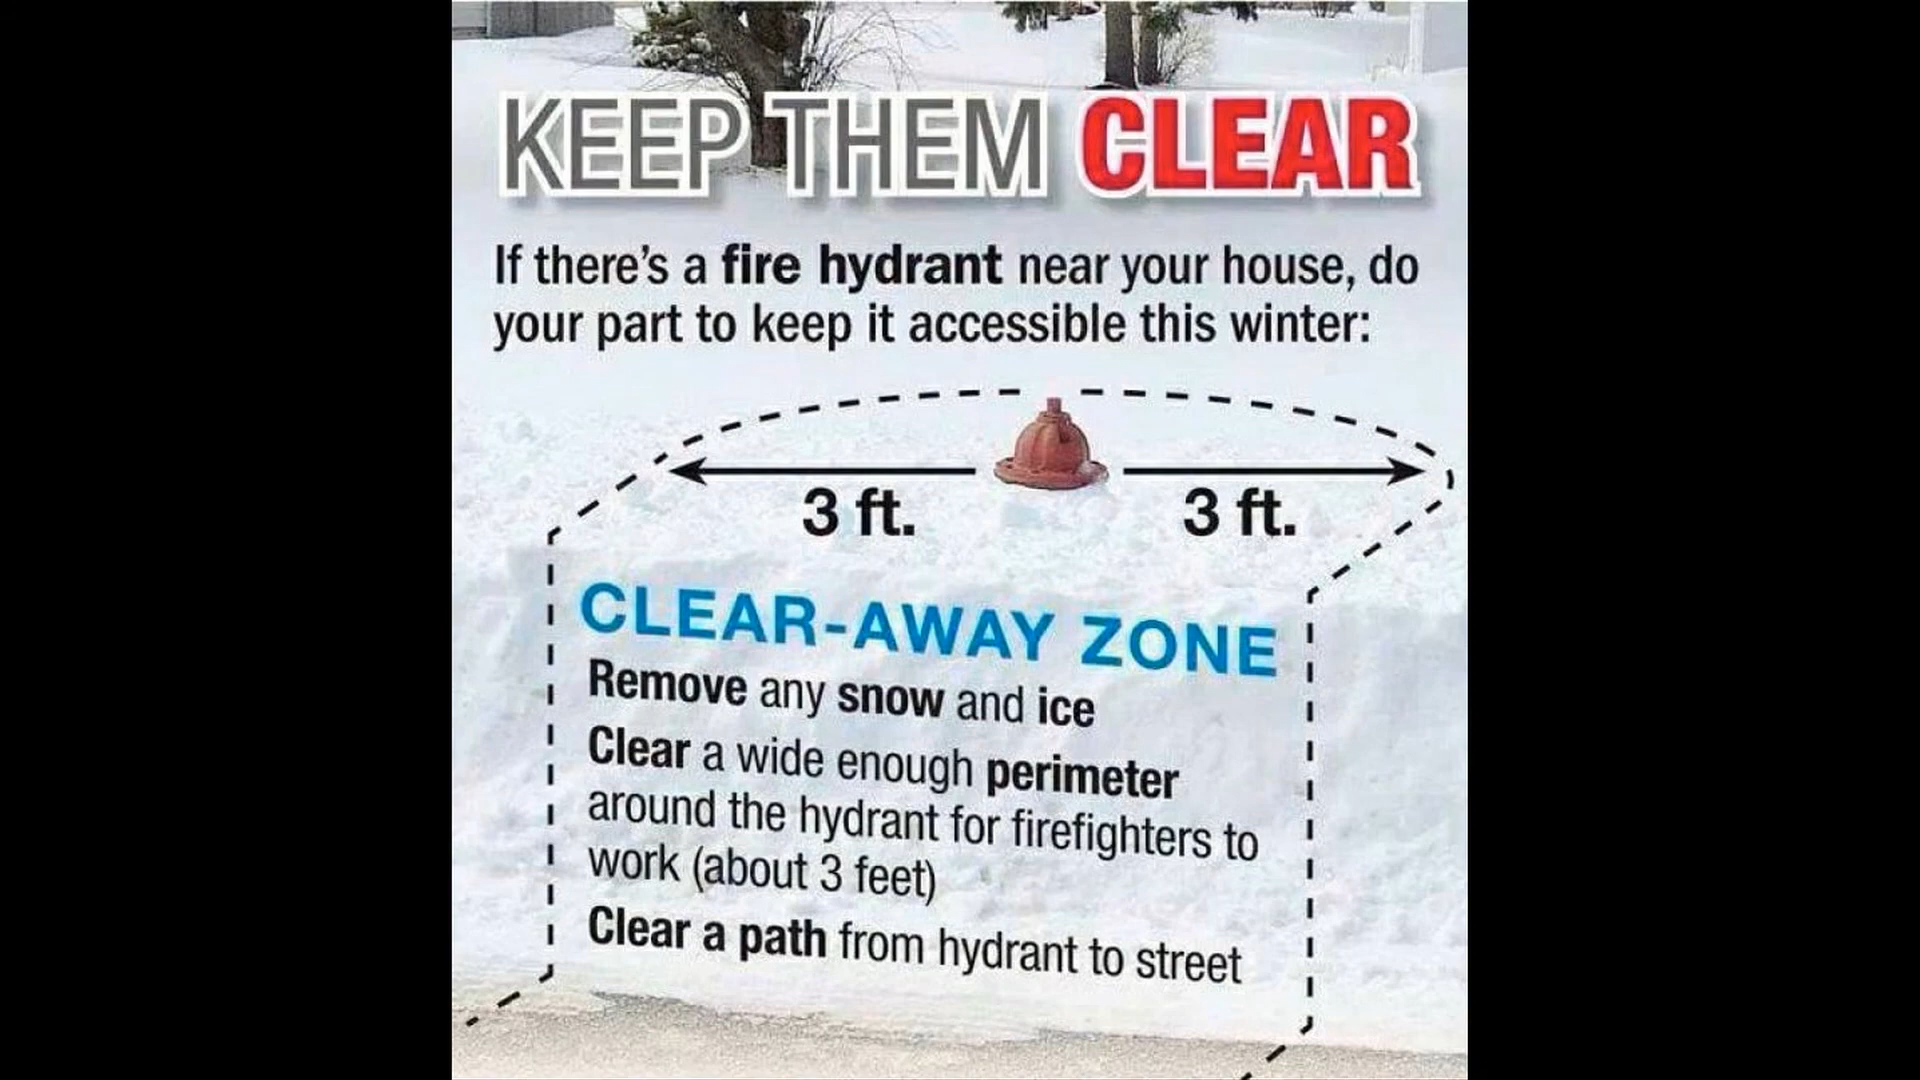 KEEP THEM CLEAR
If there's a fire hydrant near your house, do
your part to keep it accessible this winter:
3 ft. 3 ft.
CLEAR-AWAY ZONE
Remove any snow and ice
Clear a wide enough perimeter
around the hydrant for firefighters to
work (about 3 feet)
Clear a path from hydrant to street